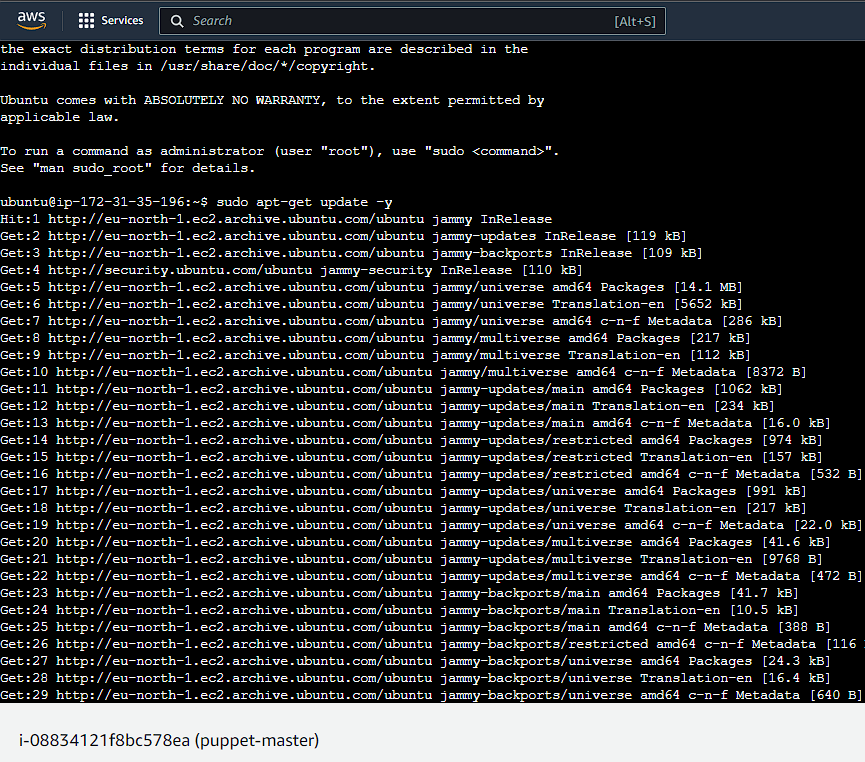 aws
Services
Search
[Alt+S]
the exact distribution terms for each program are described in the
individual files in /usr/share/doc/*/copyright.
Ubuntu comes with ABSOLUTELY NO WARRANTY, to the extent permitted by
applicable law.
To run a command as administrator (user "root"), use "sudo <command>".
See "man sudo_root" for details.
ubuntu@ip-172-31-35-196:~$ sudo apt-get update -y
Hit:1 http://eu-north-1.ec2.archive.ubuntu.com/ubuntu jammy InRelease
Get:2 http://eu-north-1.ec2.archive.ubuntu.com/ubuntu jammy-updates InRelease [119 kB]
Get:3 http://eu-north-1.ec2.archive.ubuntu.com/ubuntu jammy-backports InRelease [109 kB]
Get:4 http://security.ubuntu.com/ubuntu jammy-security InRelease [110 kB]
Get:5 http://eu-north-1.ec2.archive.ubuntu.com/ubuntu jammy/universe amd64 Packages [14.1 MB]
Get:6 http://eu-north-1.ec2.archive.ubuntu.com/ubuntu jammy/universe Translation-en [5652 kB]
Get:7 http://eu-north-1.ec2.archive.ubuntu.com/ubuntu jammy/universe amd64 c-n-f Metadata [286 kB]
Get:8 http://eu-north-1.ec2.archive.ubuntu.com/ubuntu jammy/multiverse amd64 Packages [217 kB]
Get:9 http://eu-north-1.ec2.archive.ubuntu.com/ubuntu jammy/multiverse Translation-en [112 kB]
Get:10 http://eu-north-1.ec2.archive.ubuntu.com/ubuntu jammy/multiverse amd64 c-n-f Metadata [8372 B]
Get:11 http://eu-north-1.ec2.archive.ubuntu.com/ubuntu jammy-updates/main amd64 Packages [1062 kB]
Get:12 http://eu-north-1.ec2.archive.ubuntu.com/ubuntu jammy-updates/main Translation-en [234 kB]
Get:13 http://eu-north-1.ec2.archive.ubuntu.com/ubuntu jammy-updates/main amd64 c-n-f Metadata [16.0 kB]
Get:14 http://eu-north-1.ec2.archive.ubuntu.com/ubuntu jammy-updates/restricted amd64 Packages [974 kB]
Get:15 http://eu-north-1.ec2.archive.ubuntu.com/ubuntu jammy-updates/restricted Translation-en [157 kB]
Get:16 http://eu-north-1.ec2.archive.ubuntu.com/ubuntu jammy-updates/restricted amd64 c-n-f Metadata [532 B]
Get:17 http://eu-north-1.ec2.archive.ubuntu.com/ubuntu jammy-updates/universe amd64 Packages [991 kB]
Get:18 http://eu-north-1.ec2.archive.ubuntu.com/ubuntu jammy-updates/universe Translation-en [217 kB]
Get:19 http://eu-north-1.ec2.archive.ubuntu.com/ubuntu jammy-updates/universe amd64 c-n-f Metadata [22.0 kB]
Get:20 http://eu-north-1.ec2.archive.ubuntu.com/ubuntu jammy-updates/multiverse amd64 Packages [41.6 kB]
Get:21 http://eu-north-1.ec2.archive.ubuntu.com/ubuntu jammy-updates/multiverse Translation-en [9768 B]
Get:22 http://eu-north-1.ec2.archive.ubuntu.com/ubuntu jammy-updates/multiverse amd64 c-n-f Metadata [472 B]
Get:23 http://eu-north-1.ec2.archive.ubuntu.com/ubuntu jammy-backports/main amd64 Packages [41.7 kB]
Get:24 http://eu-north-1.ec2.archive.ubuntu.com/ubuntu jammy-backports/main Translation-en [10.5 kB]
Get:25 http://eu-north-1.ec2.archive.ubuntu.com/ubuntu jammy-backports/main amd64 c-n-f Metadata [388 B]
Get:26 http://eu-north-1.ec2.archive.ubuntu.com/ubuntu jammy-backports/restricted amd64 c-n-f Metadata [116
Get:27 http://eu-north-1.ec2.archive.ubuntu.com/ubuntu jammy-backports/universe amd64 Packages [24.3 kB]
Get:28 http://eu-north-1.ec2.archive.ubuntu.com/ubuntu jammy-backports/universe Translation-en [16.4 kB]
Get:29 http://eu-north-1.ec2.archive.ubuntu.com/ubuntu jammy-backports/universe amd64 c-n-f Metadata [640 B]
i-08834121f8bc578ea (puppet-master)